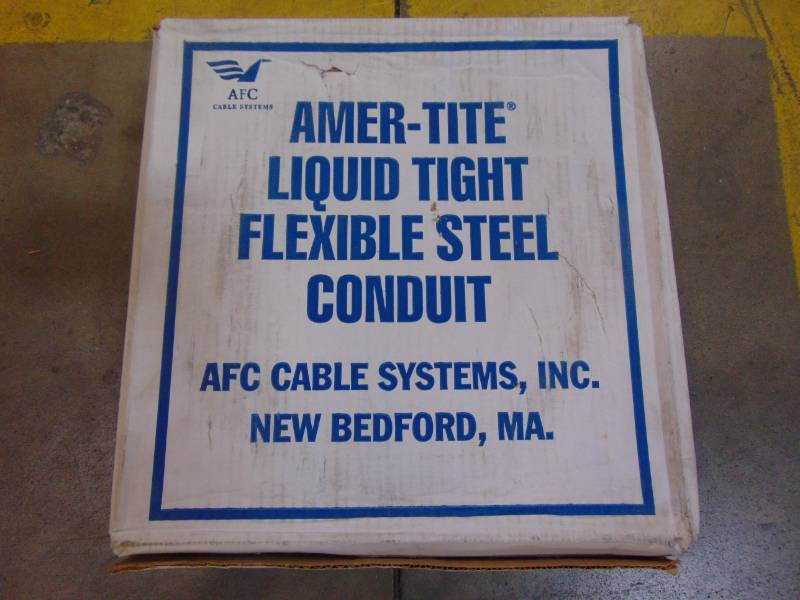 AFC
CABLE SYSTEMS
AMER-TITE®
LIQUID TIGHT
FLEXIBLE STEEL
CONDUIT
AFC CABLE SYSTEMS, INC.
NEW BEDFORD, MA.